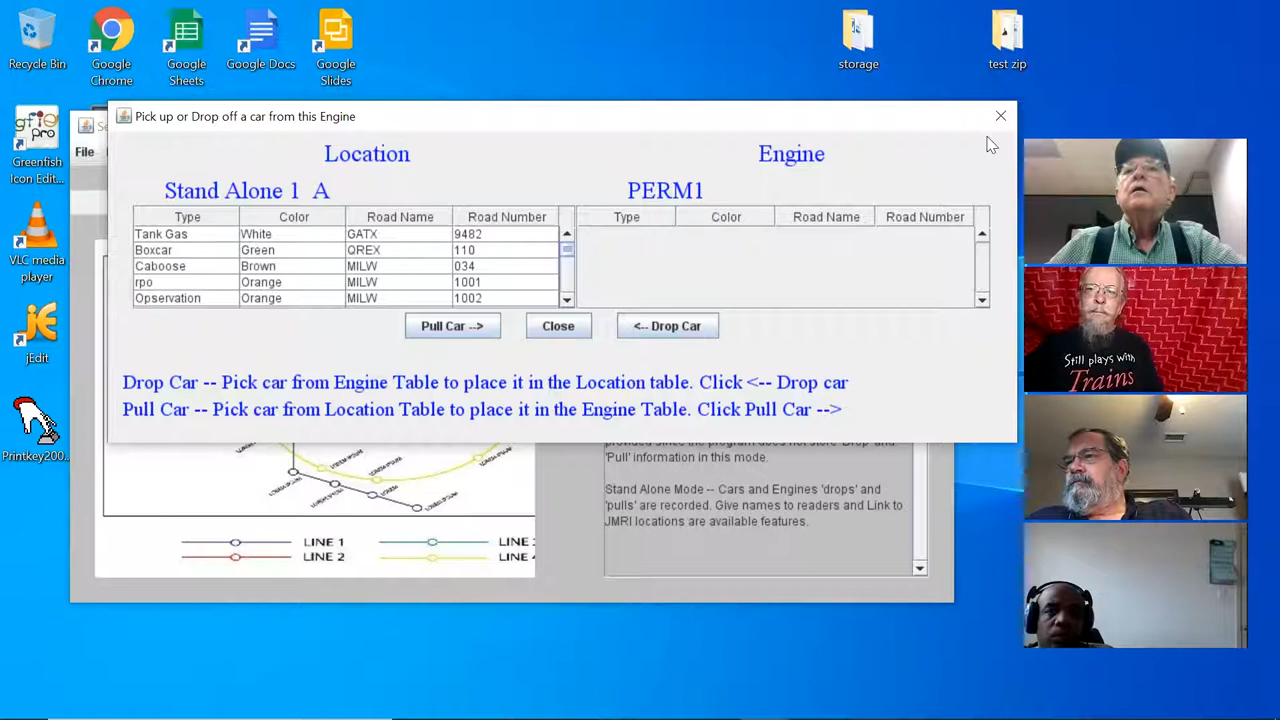 Recycle Bin
Google
Chrome
Google
Sheets
Google Docs
Google
Slides
storage
test zip
gfie
pro
Greenfish
Icon Edit...
VLC media
player
jEdit
Printkey200...
File
Pick up or Drop off a car from this Engine
Location
Engine
Stand Alone 1 A
PERM1
Type Color Road Name Road Number
Tank Gas White GATX 9482
Boxcar Green QREX 110
Caboose Brown MILW 034
rpo Orange MILW 1001
Opservation Orange MILW 1002
Type Color Road Name Road Number
Pull Car --> Close <-- Drop Car
Drop Car -- Pick car from Engine Table to place it in the Location table. Click <-- Drop car
Pull Car -- Pick car from Location Table to place it in the Engine Table. Click Pull Car -->
provided since the program does not store 'Drop' and
'Pull' information in this mode.
Stand Alone Mode -- Cars and Engines 'drops' and
'pulls' are recorded. Give names to readers and Link to
JMRI locations are available features.
LINE 1
LINE 2
LINE
LINE
Still plays with
Trains